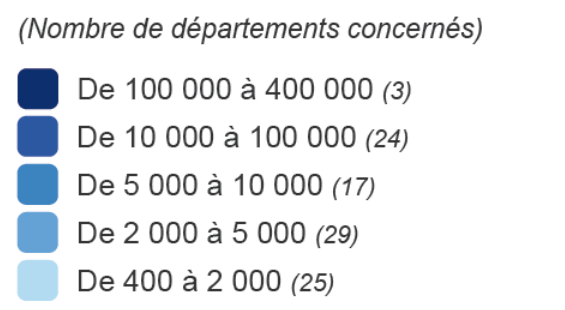 (Nombre de départements concernés)
De 100 000 à 400 000 (3)
De 10 000 à 100 000 (24)
De 5 000 à 10 000 (17)
De 2 000 à 5 000 (29)
De 400 à 2 000 (25)